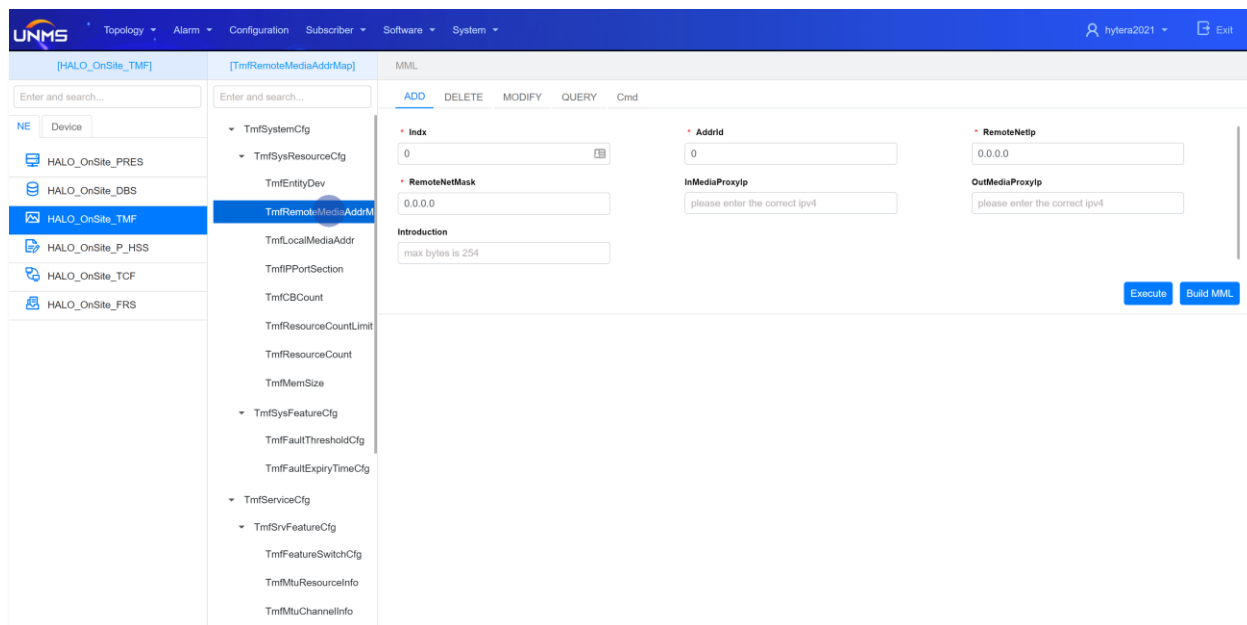 UNMS Topology Alarm Configuration Subscriber Software System hytera2021 Exit
[HALO_OnSite_TMF] [TmfRemoteMediaAddrMap] MML
Enter and search... Enter and search... ADD DELETE MODIFY QUERY Cmd
NE Device
HALO_OnSite_PRES
HALO_OnSite_DBS
HALO_OnSite_TMF
HALO_OnSite_P_HSS
HALO_OnSite_TCF
HALO_OnSite_FRS
TmfSystemCfg
TmfSysResourceCfg
TmfEntityDev
TmfRemoteMediaAddrM
TmfLocalMediaAddr
TmfIPPortSection
TmfCBCount
TmfResourceCountLimit
TmfResourceCount
TmfMemSize
TmfSysFeatureCfg
TmfFaultThresholdCfg
TmfFaultExpiryTimeCfg
TmfServiceCfg
TmfSrvFeatureCfg
TmfFeatureSwitchCfg
TmfMtuResourceInfo
TmfMtuChannelInfo
* Indx * AddrId * RemoteNetIp
0 0 0.0.0.0
* RemoteNetMask InMediaProxyIp OutMediaProxyIp
0.0.0.0 please enter the correct ipv4 please enter the correct ipv4
Introduction
max bytes is 254
Execute Build MML